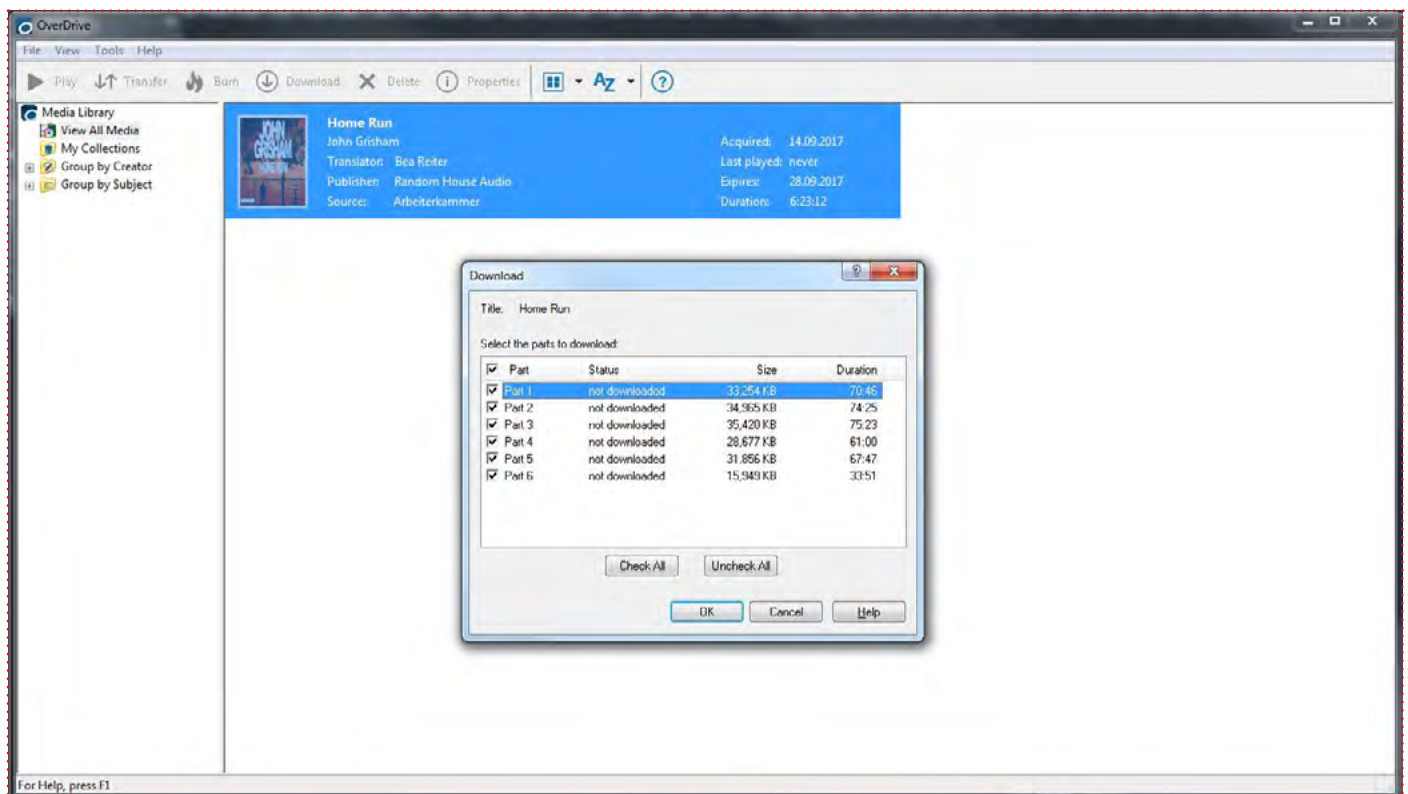 OverDrive
File View Tools Help
Play Transfer Burn Download Delete Properties AZ ?
Media Library
View All Media
My Collections
Group by Creator
Group by Subject
JOHN GRISHAM
Home Run
John Grisham
Translator: Bea Reiter
Publisher: Random House Audio
Source: Arbeiterkammer
Acquired: 14.09.2017
Last played: never
Expires: 28.09.2017
Duration: 6:23:12
Download
Title: Home Run
Select the parts to download:
Part Status Size Duration
Part 1 not downloaded 33,254 KB 70:46
Part 2 not downloaded 34,965 KB 74:25
Part 3 not downloaded 35,420 KB 75:23
Part 4 not downloaded 28,677 KB 61:00
Part 5 not downloaded 31,856 KB 67:47
Part 6 not downloaded 15,949 KB 33:51
Check All Uncheck All
OK Cancel Help
For Help, press F1